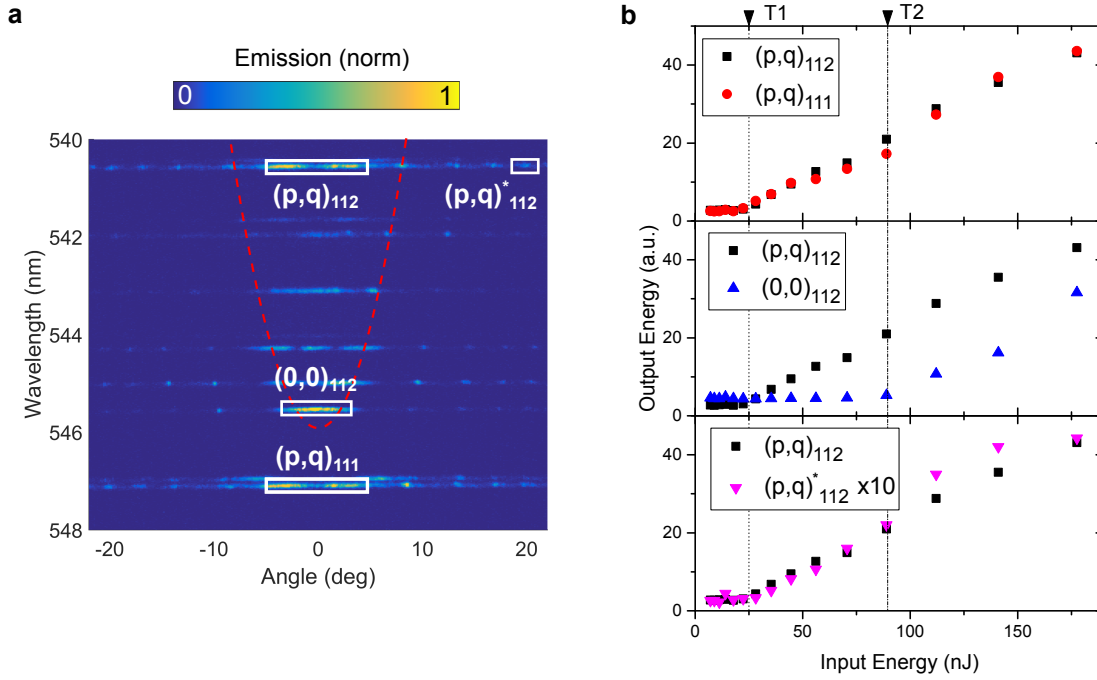 a
Emission (norm)
0 1
540
542
544
546
548
Wavelength (nm)
(p,q)112
(p,q)*112
(0,0)112
(p,q)111
-20 -10 0 10 20
Angle (deg)
b
T1 T2
40
20
0
(p,q)112
(p,q)111
40
20
0
(p,q)112
(0,0)112
40
20
0
(p,q)112
(p,q)*112 x10
Output Energy (a.u.)
0 50 100 150
Input Energy (nJ)